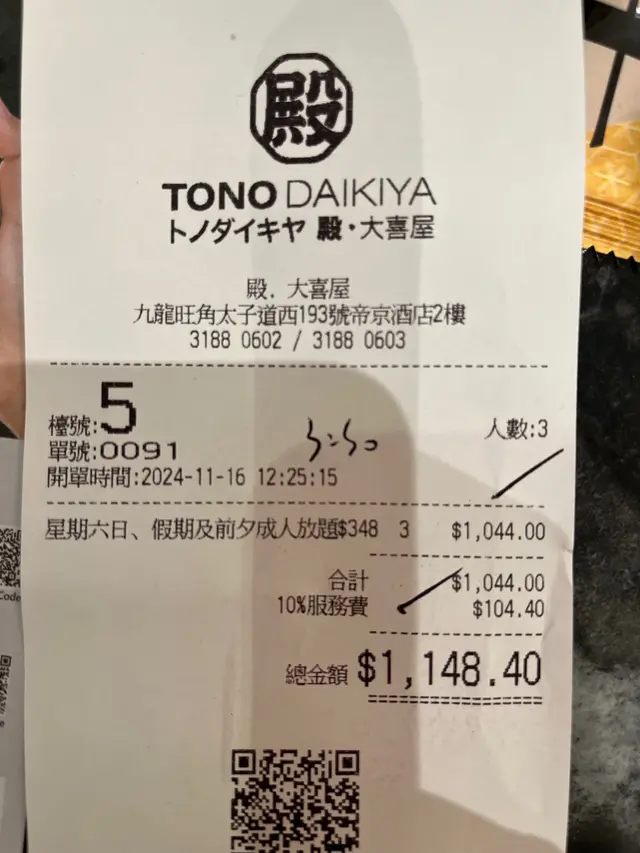 殿
TONO DAIKIYA
トノダイキヤ 殿・大喜屋
殿. 大喜屋
九龍旺角太子道西193號帝京酒店2樓
3188 0602 / 3188 0603
檯號:5
人數:3
單號:0091
開單時間:2024-11-16 12:25:15
星期六日、假期及前夕成人放題$348 3 $1,044.00
合計 $1,044.00
10%服務費 $104.40
總金額 $1,148.40
Code